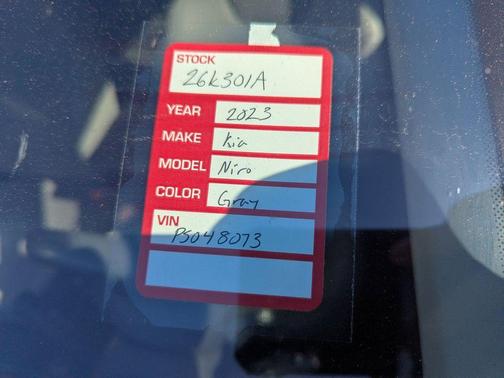 STOCK
26K301A
YEAR 2023
MAKE Kia
MODEL Niro
COLOR Gray
VIN
P5048073